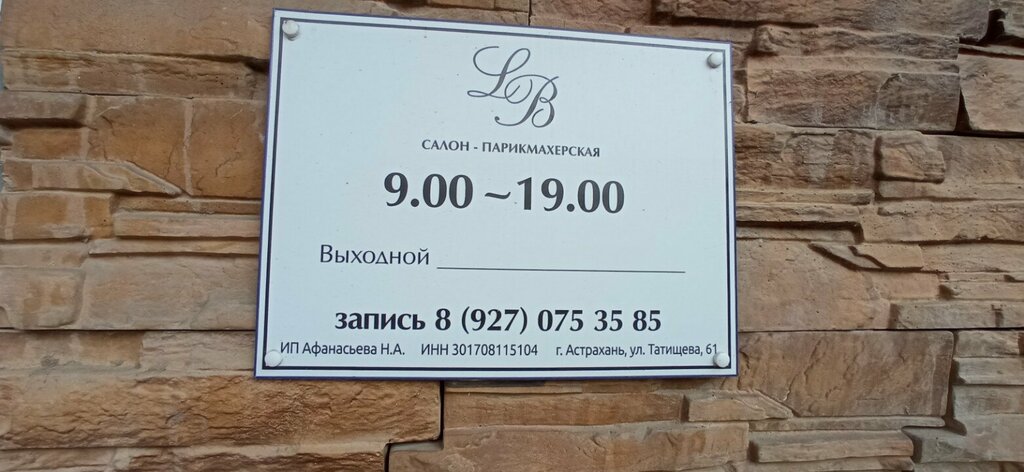 LB
САЛОН - ПАРИКМАХЕРСКАЯ
9.00 ~ 19.00
Выходной
запись 8 (927) 075 35 85
ИП Афанасьева Н.А. ИНН 301708115104 г. Астрахань, ул. Татищева, 61